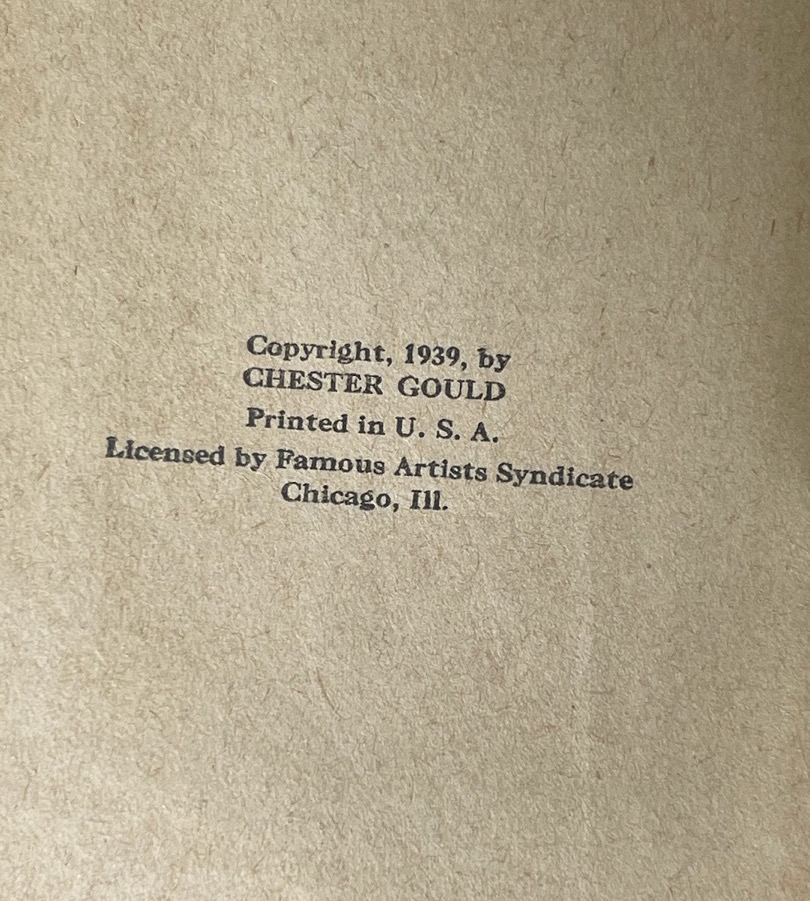 Copyright, 1939, by
CHESTER GOULD
Printed in U. S. A.
Licensed by Famous Artists Syndicate
Chicago, Ill.